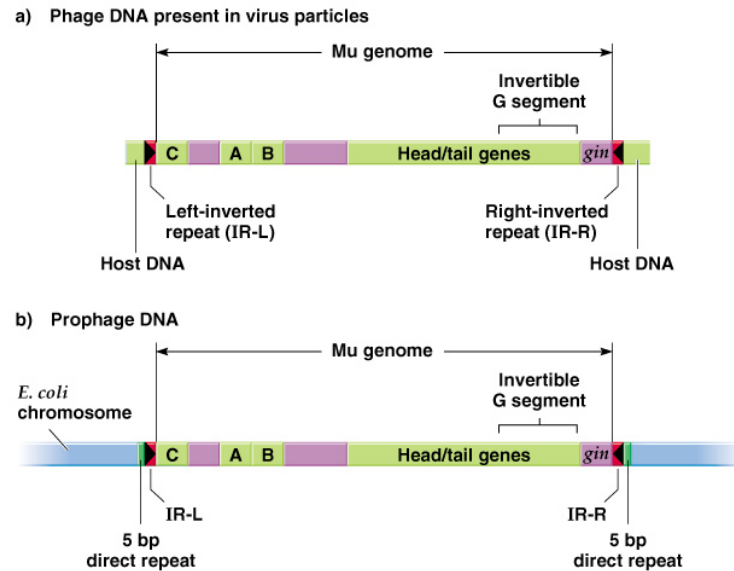 a) Phage DNA present in virus particles
Mu genome
Invertible
G segment
C A B Head/tail genes gin
Left-inverted
repeat (IR-L)
Right-inverted
repeat (IR-R)
Host DNA
Host DNA
b) Prophage DNA
Mu genome
E. coli
chromosome
Invertible
G segment
C A B Head/tail genes gin
IR-L
IR-R
5 bp
direct repeat
5 bp
direct repeat